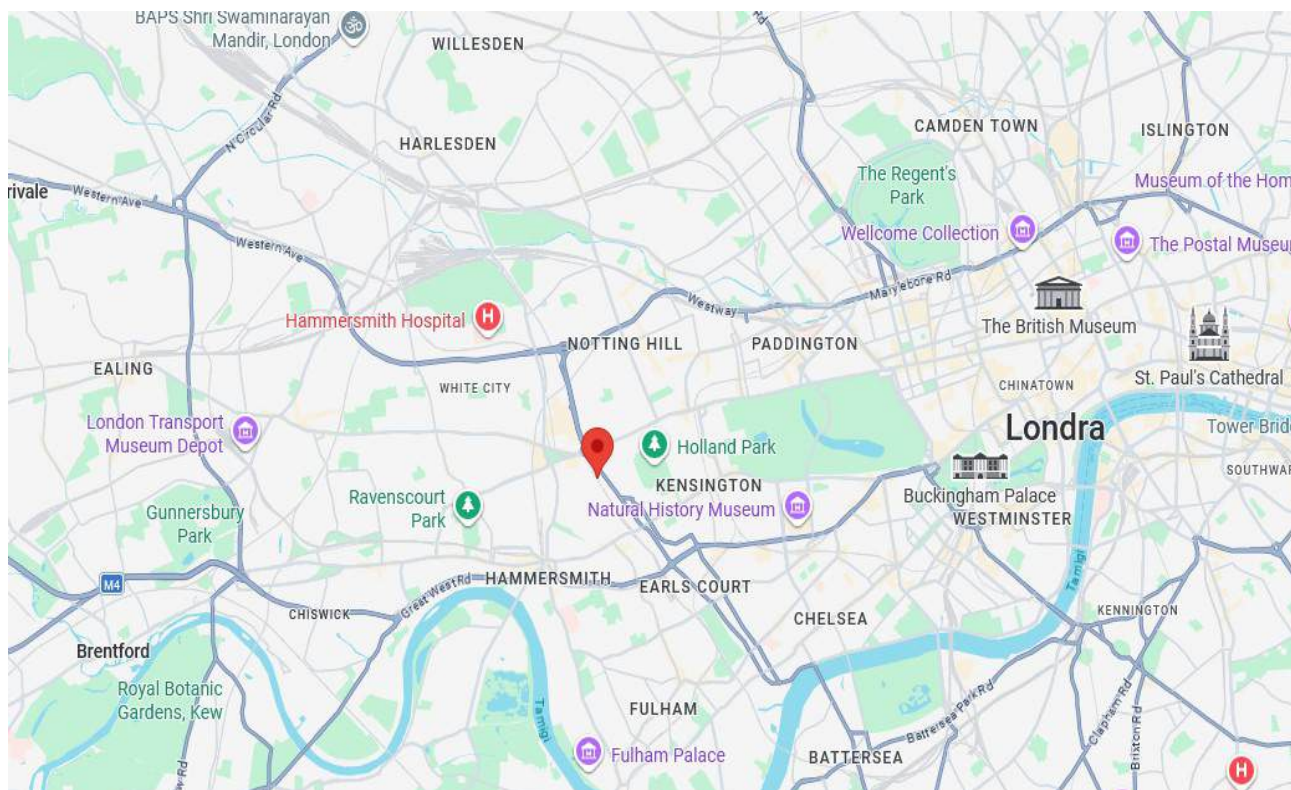 BAPS Shri Swaminarayan
Mandir, London
WILLESDEN
N Circular Rd
HARLESDEN
CAMDEN TOWN
ISLINGTON
The Regent's
Park
Museum of the Hom
rivale
Western Ave
Western Ave
Wellcome Collection
The Postal Museum
Marylebone Rd
Westway
The British Museum
Hammersmith Hospital
H
NOTTING HILL
PADDINGTON
EALING
WHITE CITY
CHINATOWN
St. Paul's Cathedral
London Transport
Museum Depot
Londra
Tower Brid
Holland Park
SOUTHWAR
KENSINGTON
Buckingham Palace
Ravenscourt
Park
Natural History Museum
WESTMINSTER
Gunnersbury
Park
M4
HAMMERSMITH
EARLS COURT
Great West Rd
Tamigi
CHISWICK
CHELSEA
KENNINGTON
Brentford
Royal Botanic
Gardens, Kew
FULHAM
Tamigi
Battersea Park Rd
Clapham Rd
Brixton Rd
Fulham Palace
BATTERSEA
ew Rd
H